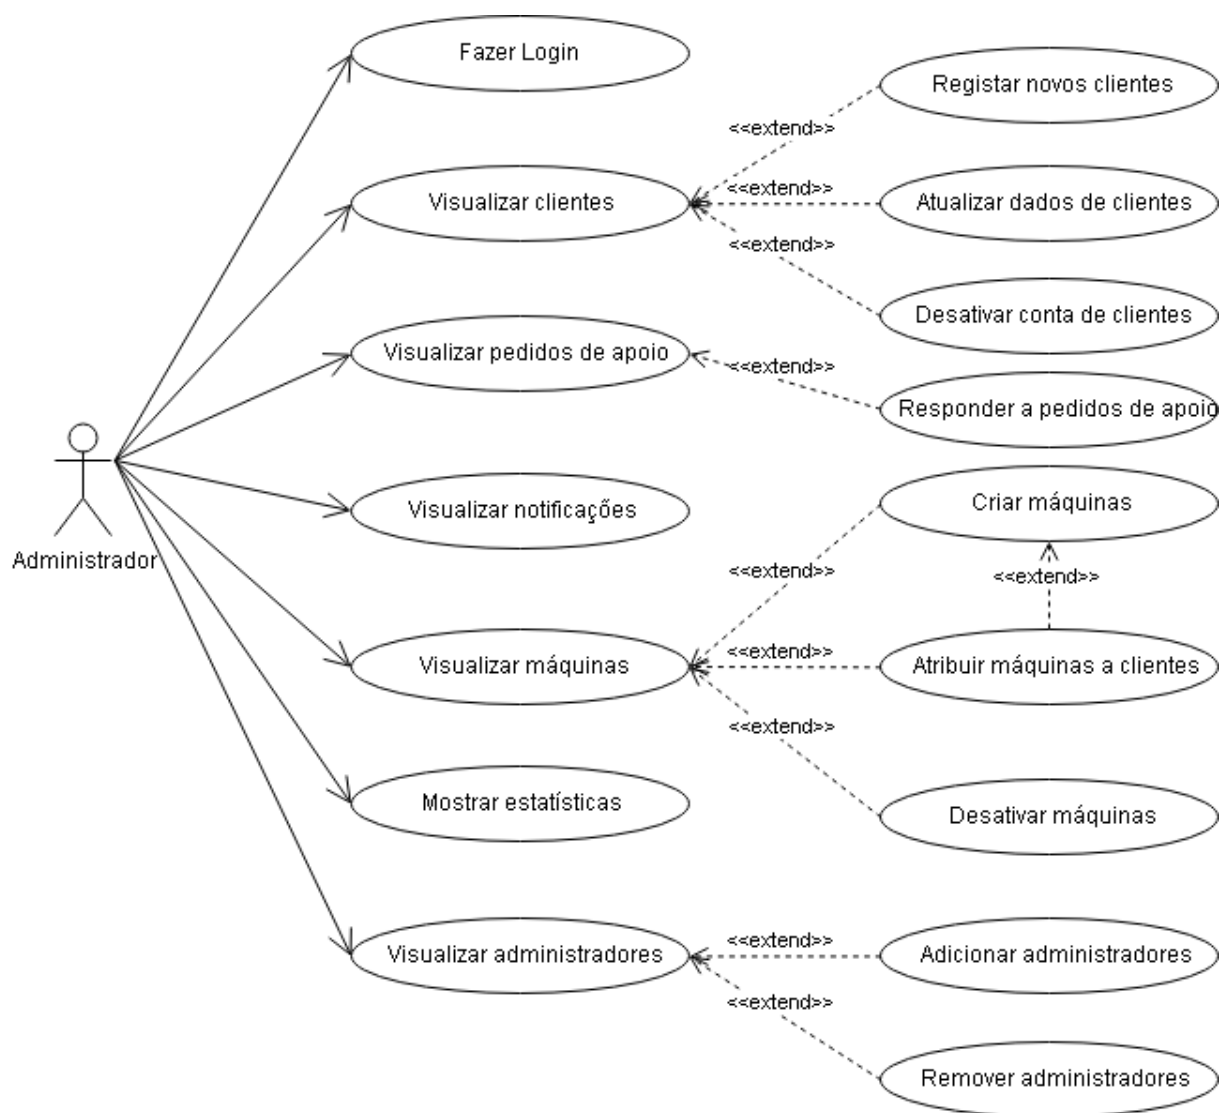 Fazer Login
Registar novos clientes
<<extend>>
Visualizar clientes
<<extend>>
Atualizar dados de clientes
<<extend>>
Desativar conta de clientes
Visualizar pedidos de apoio
<<extend>>
Responder a pedidos de apoio
Administrador
Visualizar notificações
Criar máquinas
<<extend>>
<<extend>>
Visualizar máquinas
<<extend>>
Atribuir máquinas a clientes
<<extend>>
Mostrar estatísticas
Desativar máquinas
Visualizar administradores
<<extend>>
Adicionar administradores
<<extend>>
Remover administradores